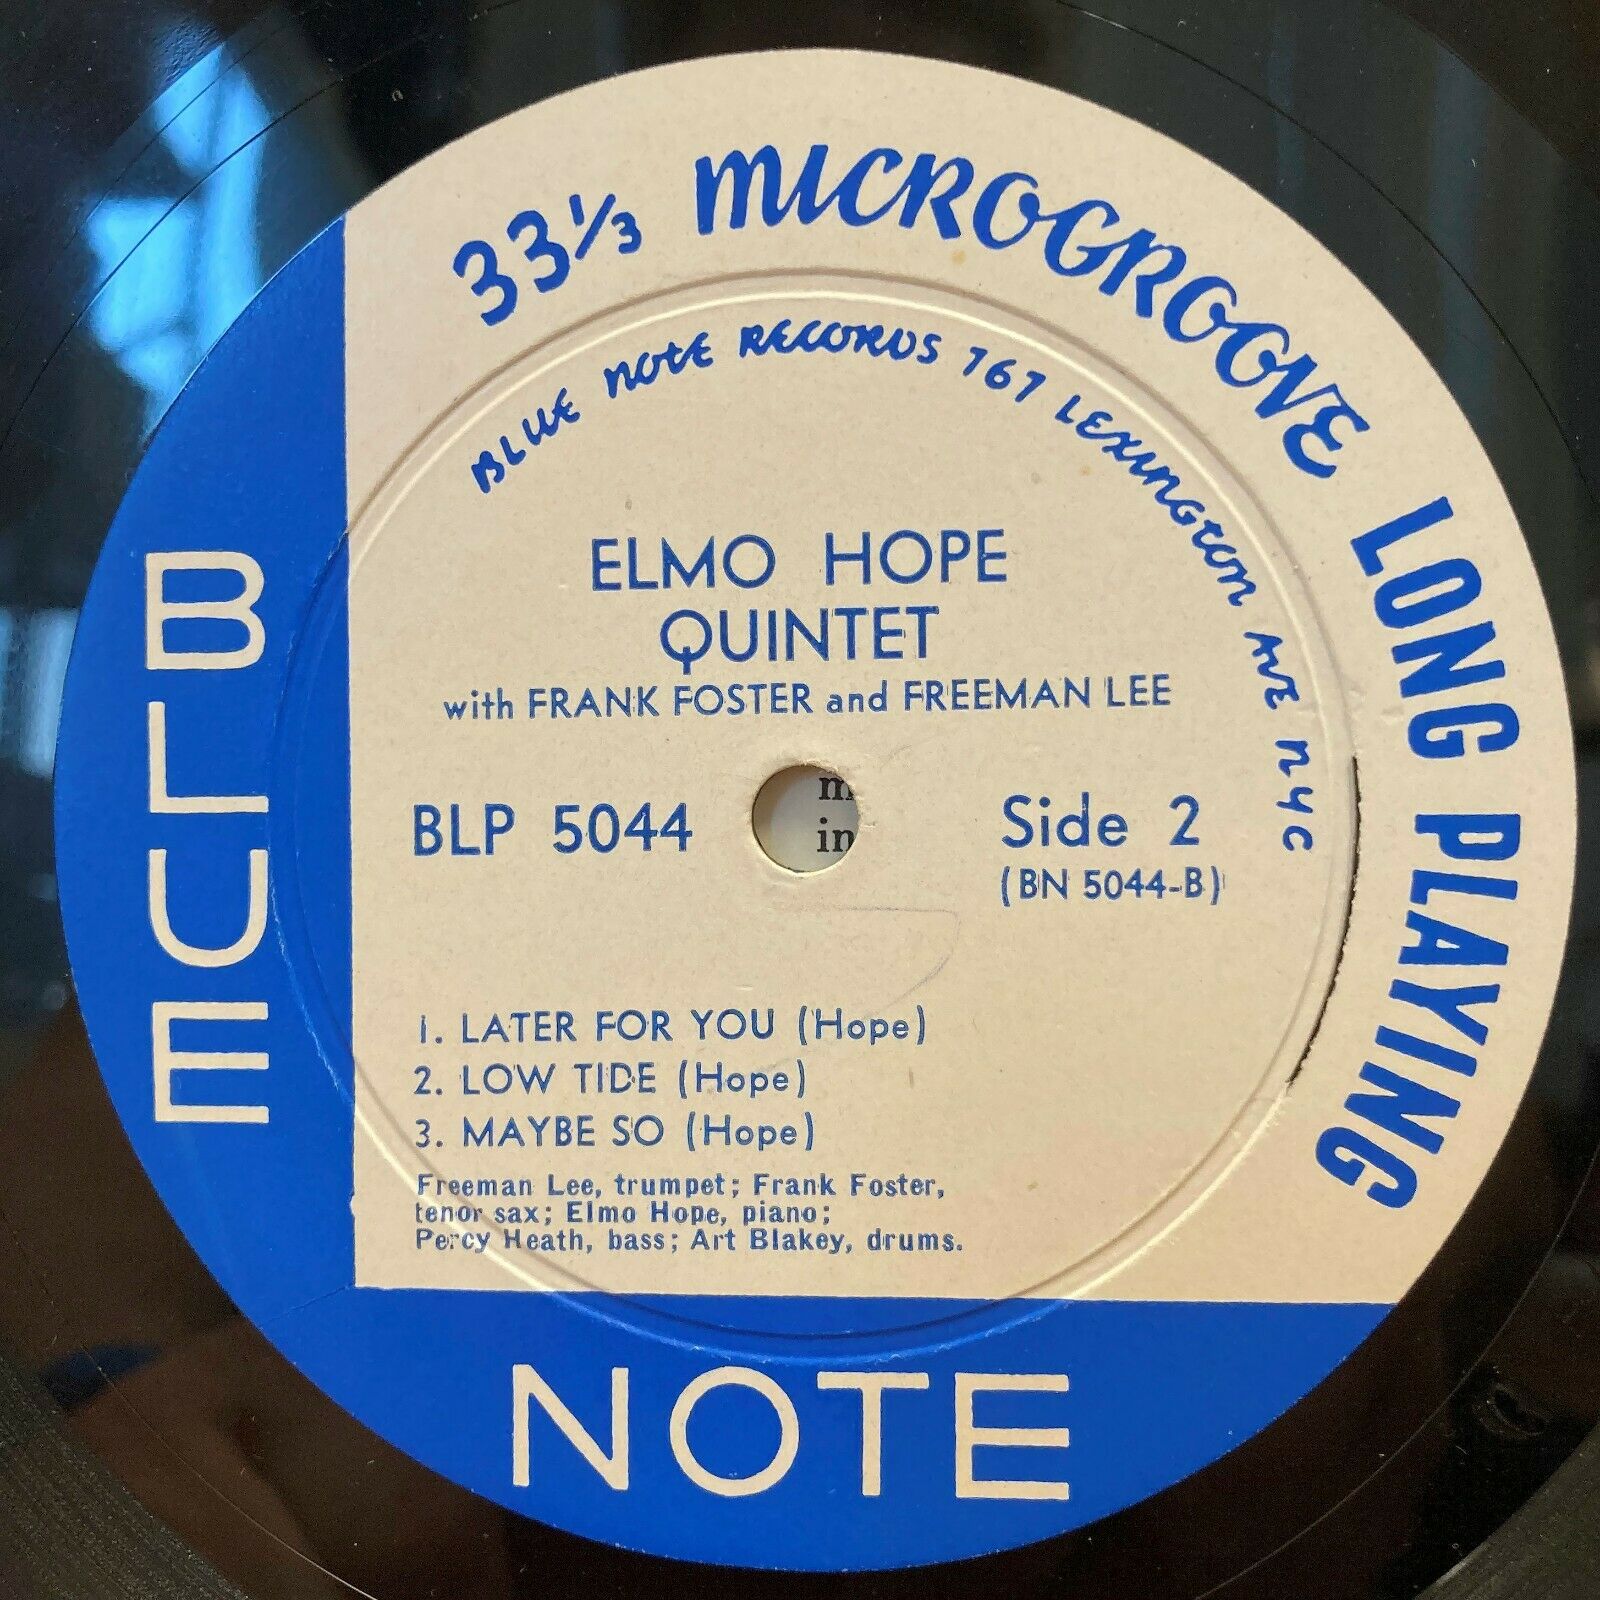 33⅓ MICROGROOVE LONG PLAYING
BLUE NOTE RECORDS 767 LEXINGTON AVE NYC
ELMO HOPE
QUINTET
with FRANK FOSTER and FREEMAN LEE
BLP 5044
Side 2
(BN 5044-B)
1. LATER FOR YOU (Hope)
2. LOW TIDE (Hope)
3. MAYBE SO (Hope)
Freeman Lee, trumpet; Frank Foster,
tenor sax; Elmo Hope, piano;
Percy Heath, bass; Art Blakey, drums.
BLUE
NOTE